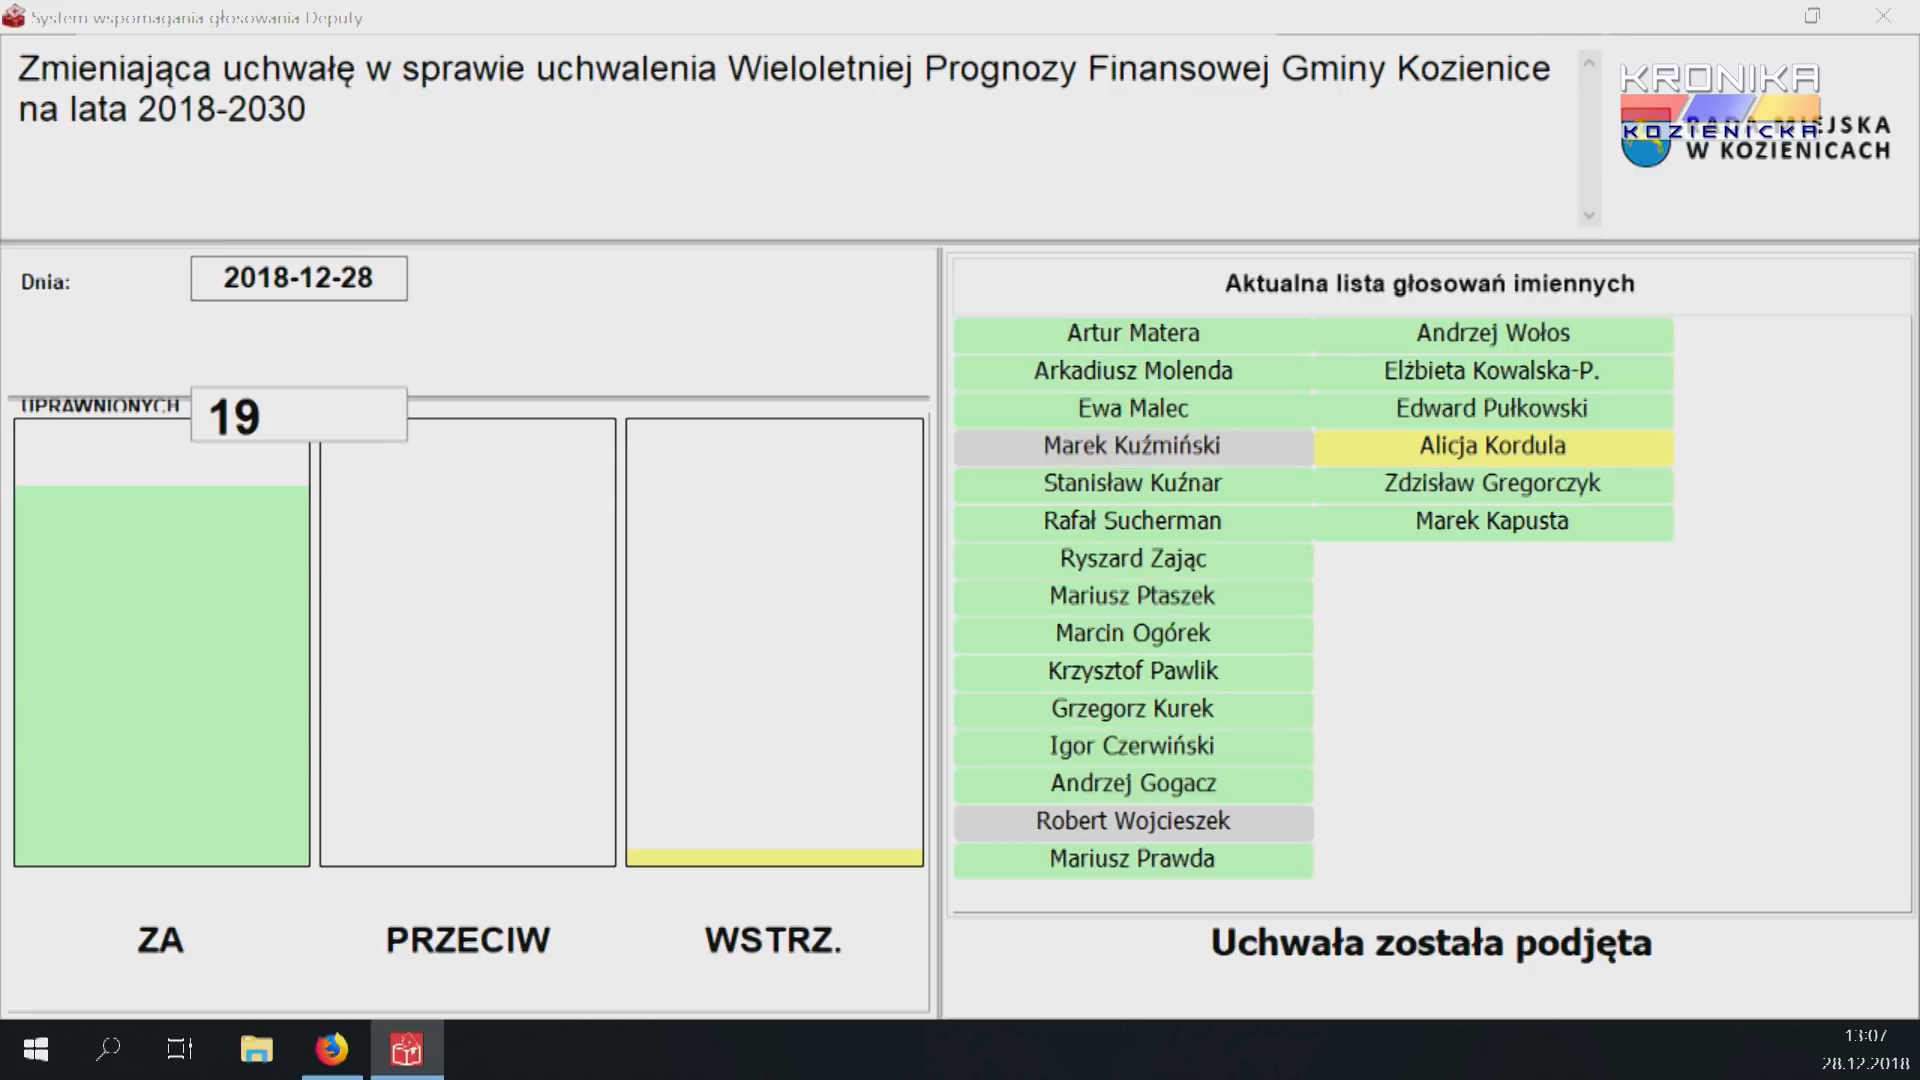 System wspomagania głosowania Deputy
Zmieniająca uchwałę w sprawie uchwalenia Wieloletniej Prognozy Finansowej Gminy Kozienice
na lata 2018-2030
KRONIKA
KOZIENICKA
RADA MIEJSKA
W KOZIENICACH
Dnia:
2018-12-28
UPRAWNIONYCH
19
ZA
PRZECIW
WSTRZ.
Aktualna lista głosowań imiennych
Artur Matera
Arkadiusz Molenda
Ewa Malec
Marek Kuźmiński
Stanisław Kuźnar
Rafał Sucherman
Ryszard Zając
Mariusz Ptaszek
Marcin Ogórek
Krzysztof Pawlik
Grzegorz Kurek
Igor Czerwiński
Andrzej Gogacz
Robert Wojcieszek
Mariusz Prawda
Andrzej Wołos
Elżbieta Kowalska-P.
Edward Pułkowski
Alicja Kordula
Zdzisław Gregorczyk
Marek Kapusta
Uchwała została podjęta
13:07
28.12.2018